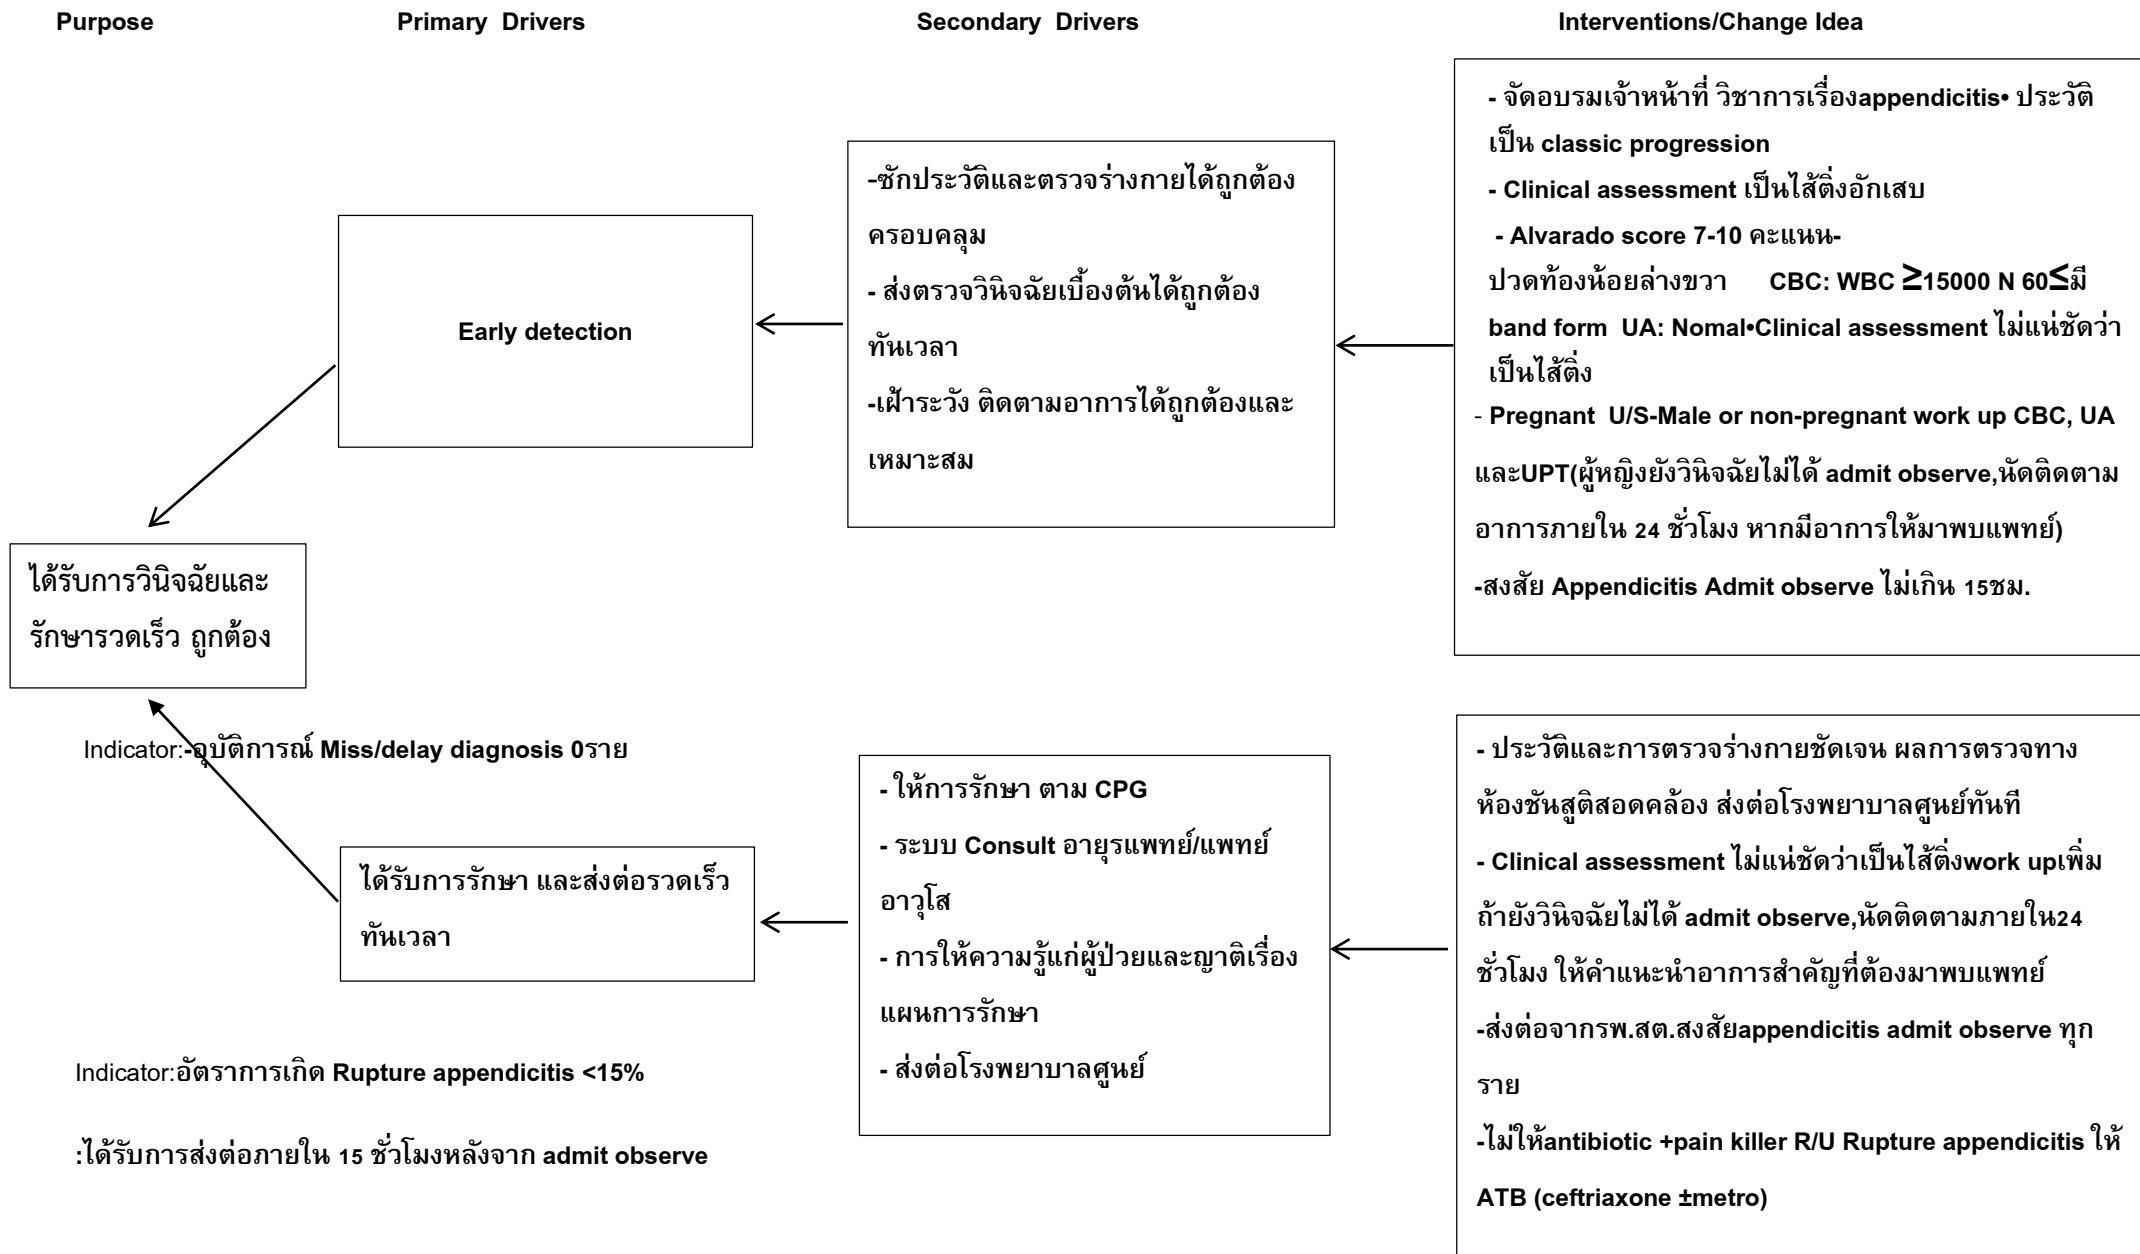 Purpose
Primary Drivers
Secondary Drivers
Interventions/Change Idea
- จัดอบรมเจ้าหน้าที่ วิชาการเรื่องappendicitis• ประวัติ
เป็น classic progression
- Clinical assessment เป็นไส้ติ่งอักเสบ
- Alvarado score 7-10 คะแนน-
ปวดท้องน้อยล่างขวา CBC: WBC ≥15000 N 60≤มี
band form UA: Nomal•Clinical assessment ไม่แน่ชัดว่า
เป็นไส้ติ่ง
- Pregnant U/S-Male or non-pregnant work up CBC, UA
และUPT(ผู้หญิงยังวินิจฉัยไม่ได้ admit observe,นัดติดตาม
อาการภายใน 24 ชั่วโมง หากมีอาการให้มาพบแพทย์)
-สงสัย Appendicitis Admit observe ไม่เกิน 15ชม.
-ซักประวัติและตรวจร่างกายได้ถูกต้อง
ครอบคลุม
- ส่งตรวจวินิจฉัยเบื้องต้นได้ถูกต้อง
ทันเวลา
-เฝ้าระวัง ติดตามอาการได้ถูกต้องและ
เหมาะสม
Early detection
ได้รับการวินิจฉัยและ
รักษารวดเร็ว ถูกต้อง
Indicator:-อุบัติการณ์ Miss/delay diagnosis 0ราย
ได้รับการรักษา และส่งต่อรวดเร็ว
ทันเวลา
- ให้การรักษา ตาม CPG
- ระบบ Consult อายุรแพทย์/แพทย์
อาวุโส
- การให้ความรู้แก่ผู้ป่วยและญาติเรื่อง
แผนการรักษา
- ส่งต่อโรงพยาบาลศูนย์
- ประวัติและการตรวจร่างกายชัดเจน ผลการตรวจทาง
ห้องชันสูติสอดคล้อง ส่งต่อโรงพยาบาลศูนย์ทันที
- Clinical assessment ไม่แน่ชัดว่าเป็นไส้ติ่งwork upเพิ่ม
ถ้ายังวินิจฉัยไม่ได้ admit observe,นัดติดตามภายใน24
ชั่วโมง ให้คำแนะนำอาการสำคัญที่ต้องมาพบแพทย์
-ส่งต่อจากรพ.สต.สงสัยappendicitis admit observe ทุก
ราย
-ไม่ให้antibiotic +pain killer R/U Rupture appendicitis ให้
ATB (ceftriaxone ±metro)
Indicator:อัตราการเกิด Rupture appendicitis <15%
:ได้รับการส่งต่อภายใน 15 ชั่วโมงหลังจาก admit observe